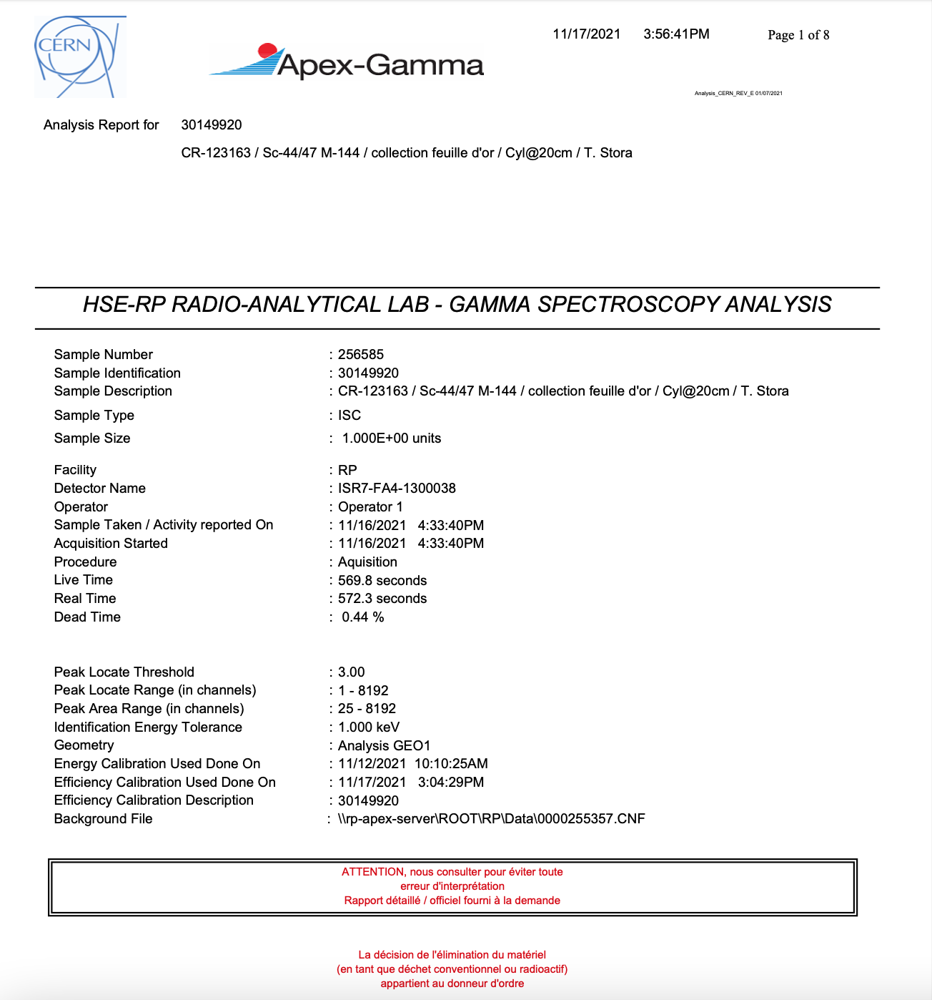 CERN
Apex-Gamma
11/17/2021 3:56:41PM Page 1 of 8
Analysis_CERN_REV_E 01/07/2021
Analysis Report for 30149920
CR-123163 / Sc-44/47 M-144 / collection feuille d'or / Cyl@20cm / T. Stora
HSE-RP RADIO-ANALYTICAL LAB - GAMMA SPECTROSCOPY ANALYSIS
Sample Number : 256585
Sample Identification : 30149920
Sample Description : CR-123163 / Sc-44/47 M-144 / collection feuille d'or / Cyl@20cm / T. Stora
Sample Type : ISC
Sample Size : 1.000E+00 units
Facility : RP
Detector Name : ISR7-FA4-1300038
Operator : Operator 1
Sample Taken / Activity reported On : 11/16/2021 4:33:40PM
Acquisition Started : 11/16/2021 4:33:40PM
Procedure : Aquisition
Live Time : 569.8 seconds
Real Time : 572.3 seconds
Dead Time : 0.44 %
Peak Locate Threshold : 3.00
Peak Locate Range (in channels) : 1 - 8192
Peak Area Range (in channels) : 25 - 8192
Identification Energy Tolerance : 1.000 keV
Geometry : Analysis GEO1
Energy Calibration Used Done On : 11/12/2021 10:10:25AM
Efficiency Calibration Used Done On : 11/17/2021 3:04:29PM
Efficiency Calibration Description : 30149920
Background File : \\rp-apex-server\ROOT\RP\Data\0000255357.CNF
ATTENTION, nous consulter pour éviter toute
erreur d'interprétation
Rapport détaillé / officiel fourni à la demande
La décision de l'élimination du matériel
(en tant que déchet conventionnel ou radioactif)
appartient au donneur d'ordre